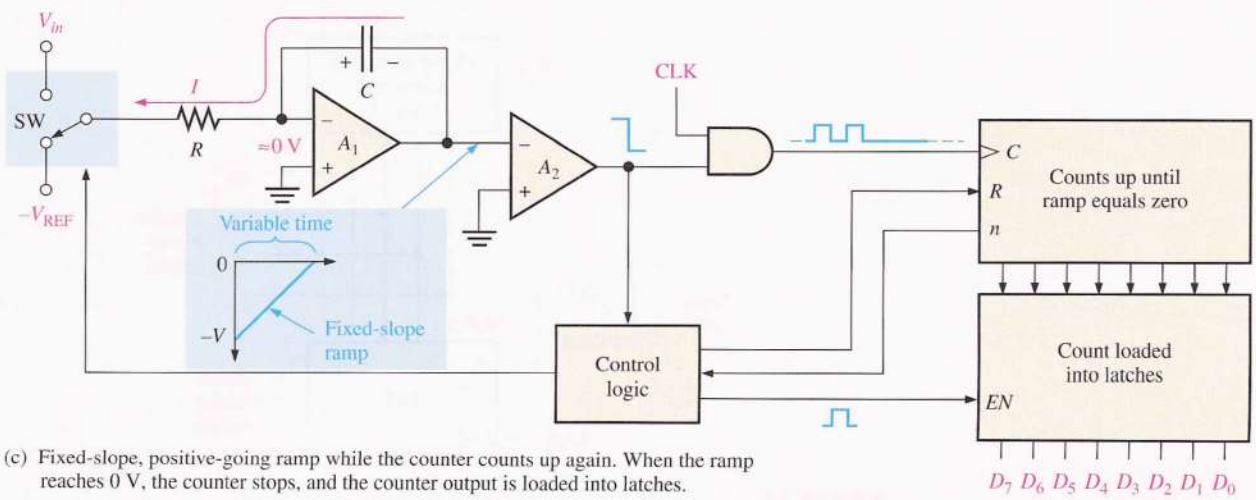 V_in
SW
−V_REF
I
R
+ −
C
≈0 V
−
A_1
+
−
A_2
+
CLK
C
R
n
Counts up until
ramp equals zero
Variable time
0
−V
Fixed-slope
ramp
Control
logic
Count loaded
into latches
EN
D_7 D_6 D_5 D_4 D_3 D_2 D_1 D_0
(c) Fixed-slope, positive-going ramp while the counter counts up again. When the ramp
reaches 0 V, the counter stops, and the counter output is loaded into latches.